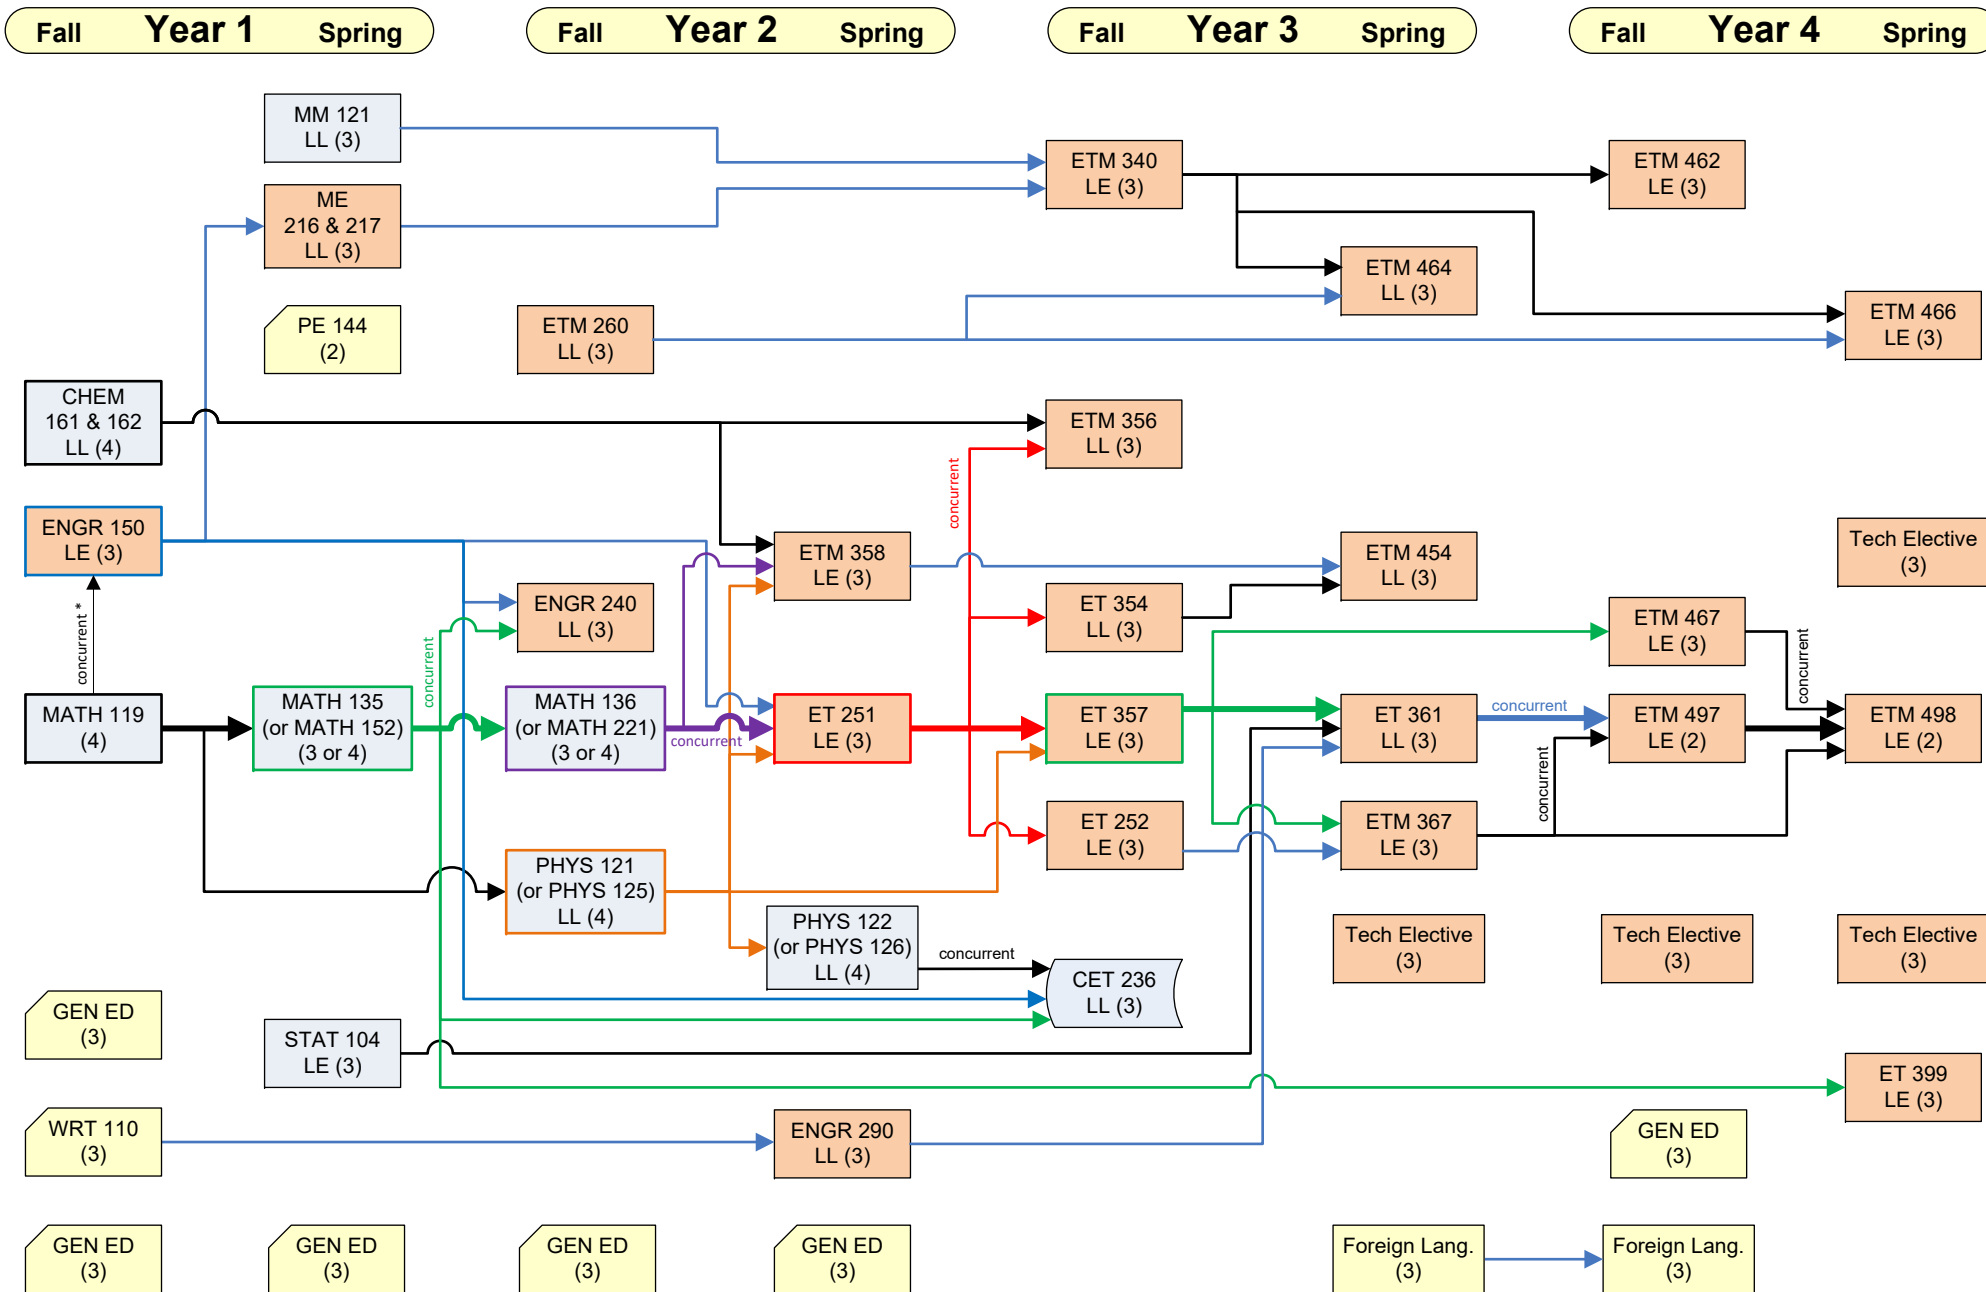 Fall Year 1 Spring
Fall Year 2 Spring
Fall Year 3 Spring
Fall Year 4 Spring
MM 121
LL (3)
ETM 340
LE (3)
ETM 462
LE (3)
ME
216 & 217
LL (3)
ETM 464
LL (3)
PE 144
(2)
ETM 260
LL (3)
ETM 466
LE (3)
CHEM
161 & 162
LL (4)
ETM 356
LL (3)
concurrent
ENGR 150
LE (3)
ETM 358
LE (3)
ETM 454
LL (3)
Tech Elective
(3)
concurrent *
ENGR 240
LL (3)
ET 354
LL (3)
ETM 467
LE (3)
concurrent
concurrent
MATH 119
(4)
MATH 135
(or MATH 152)
(3 or 4)
MATH 136
(or MATH 221)
(3 or 4)
concurrent
ET 251
LE (3)
ET 357
LE (3)
ET 361
LL (3)
concurrent
ETM 497
LE (2)
ETM 498
LE (2)
ET 252
LE (3)
ETM 367
LE (3)
concurrent
PHYS 121
(or PHYS 125)
LL (4)
PHYS 122
(or PHYS 126)
LL (4)
concurrent
CET 236
LL (3)
Tech Elective
(3)
Tech Elective
(3)
Tech Elective
(3)
GEN ED
(3)
STAT 104
LE (3)
ET 399
LE (3)
WRT 110
(3)
ENGR 290
LL (3)
GEN ED
(3)
GEN ED
(3)
GEN ED
(3)
GEN ED
(3)
GEN ED
(3)
Foreign Lang.
(3)
Foreign Lang.
(3)